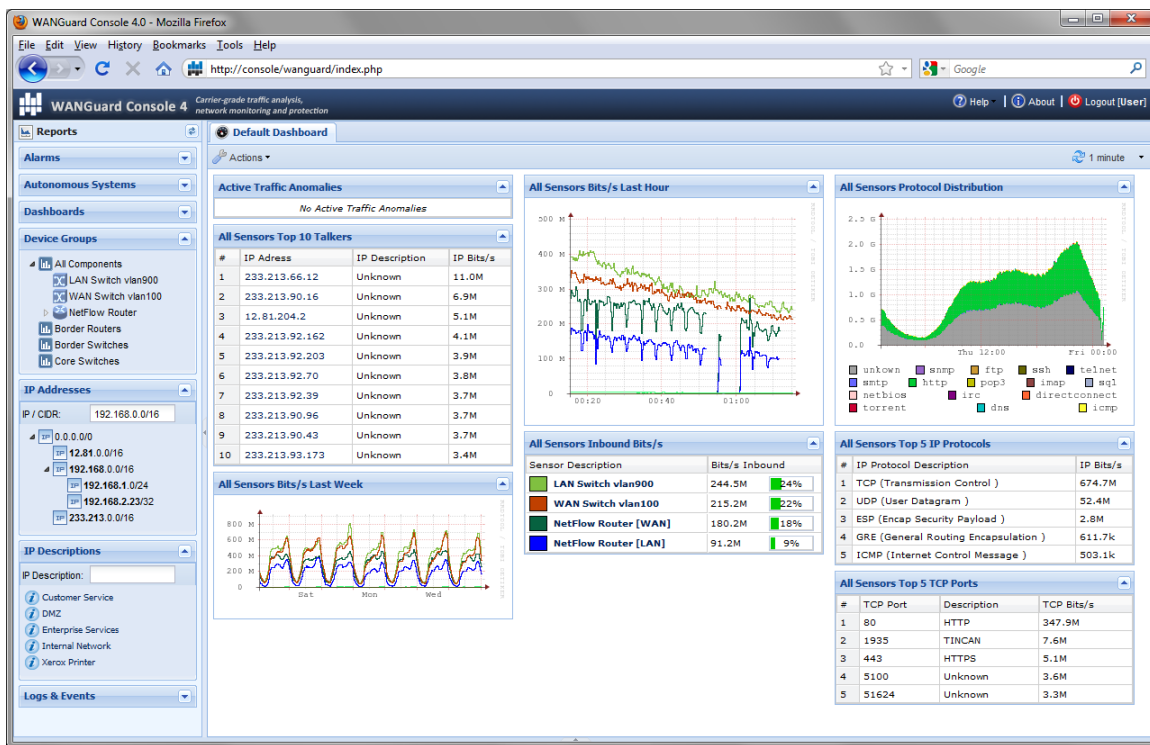 WANGuard Console 4.0 - Mozilla Firefox
File Edit View History Bookmarks Tools Help
http://console/wanguard/index.php
Google
WANGuard Console 4
Carrier-grade traffic analysis,
network monitoring and protection
Help
About
Logout [User]
Reports
Alarms
Autonomous Systems
Dashboards
Device Groups
All Components
LAN Switch vlan900
WAN Switch vlan100
NetFlow Router
Border Routers
Border Switches
Core Switches
IP Addresses
IP / CIDR: 192.168.0.0/16
0.0.0.0/0
12.81.0.0/16
192.168.0.0/16
192.168.1.0/24
192.168.2.23/32
233.213.0.0/16
IP Descriptions
IP Description:
Customer Service
DMZ
Enterprise Services
Internal Network
Xerox Printer
Logs & Events
Default Dashboard
Actions
1 minute
Active Traffic Anomalies
No Active Traffic Anomalies
All Sensors Top 10 Talkers
# IP Adress IP Description IP Bits/s
1 233.213.66.12 Unknown 11.0M
2 233.213.90.16 Unknown 6.9M
3 12.81.204.2 Unknown 5.1M
4 233.213.92.162 Unknown 4.1M
5 233.213.92.203 Unknown 3.9M
6 233.213.92.70 Unknown 3.8M
7 233.213.92.39 Unknown 3.7M
8 233.213.90.96 Unknown 3.7M
9 233.213.90.43 Unknown 3.7M
10 233.213.93.173 Unknown 3.4M
All Sensors Bits/s Last Week
800 M
600 M
400 M
200 M
0
Sat Mon Wed
All Sensors Bits/s Last Hour
500 M
400 M
300 M
200 M
100 M
0
00:20 00:40 01:00
All Sensors Inbound Bits/s
Sensor Description Bits/s Inbound
LAN Switch vlan900 244.5M 24%
WAN Switch vlan100 215.2M 22%
NetFlow Router [WAN] 180.2M 18%
NetFlow Router [LAN] 91.2M 9%
All Sensors Protocol Distribution
2.5 G
2.0 G
1.5 G
1.0 G
0.5 G
0.0
Thu 12:00 Fri 00:00
unkown snmp ftp ssh telnet
smtp http pop3 imap sql
netbios irc directconnect
torrent dns icmp
All Sensors Top 5 IP Protocols
# IP Protocol Description IP Bits/s
1 TCP (Transmission Control ) 674.7M
2 UDP (User Datagram ) 52.4M
3 ESP (Encap Security Payload ) 2.8M
4 GRE (General Routing Encapsulation ) 611.7k
5 ICMP (Internet Control Message ) 503.1k
All Sensors Top 5 TCP Ports
# TCP Port Description TCP Bits/s
1 80 HTTP 347.9M
2 1935 TINCAN 7.6M
3 443 HTTPS 5.1M
4 5100 Unknown 3.6M
5 51624 Unknown 3.3M